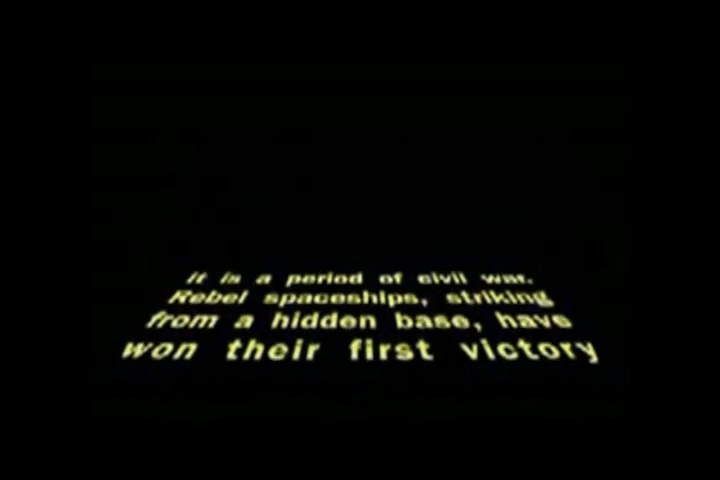 It is a period of civil war.
Rebel spaceships, striking
from a hidden base, have
won their first victory